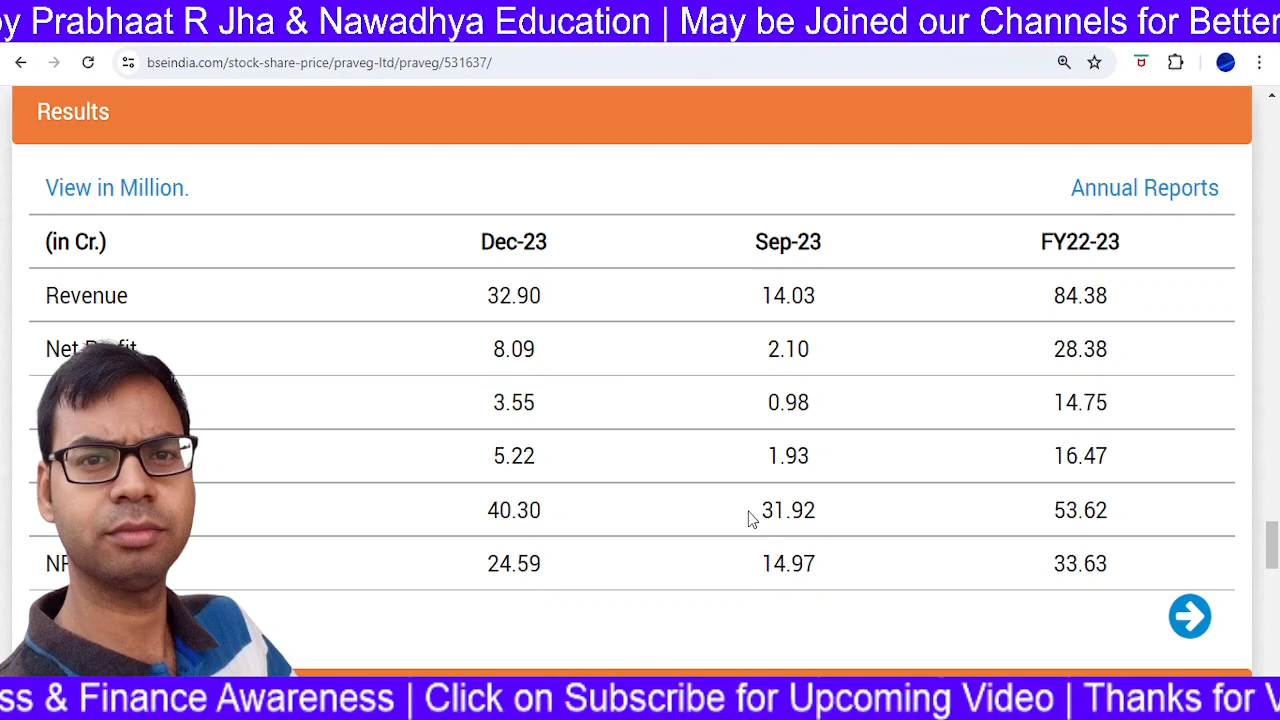 by Prabhaat R Jha & Nawadhya Education | May be Joined our Channels for Better
bseindia.com/stock-share-price/praveg-ltd/praveg/531637/
Results
View in Million. Annual Reports
(in Cr.) Dec-23 Sep-23 FY22-23
Revenue 32.90 14.03 84.38
Net Profit 8.09 2.10 28.38
3.55 0.98 14.75
5.22 1.93 16.47
40.30 31.92 53.62
24.59 14.97 33.63
ss & Finance Awareness | Click on Subscribe for Upcoming Video | Thanks for